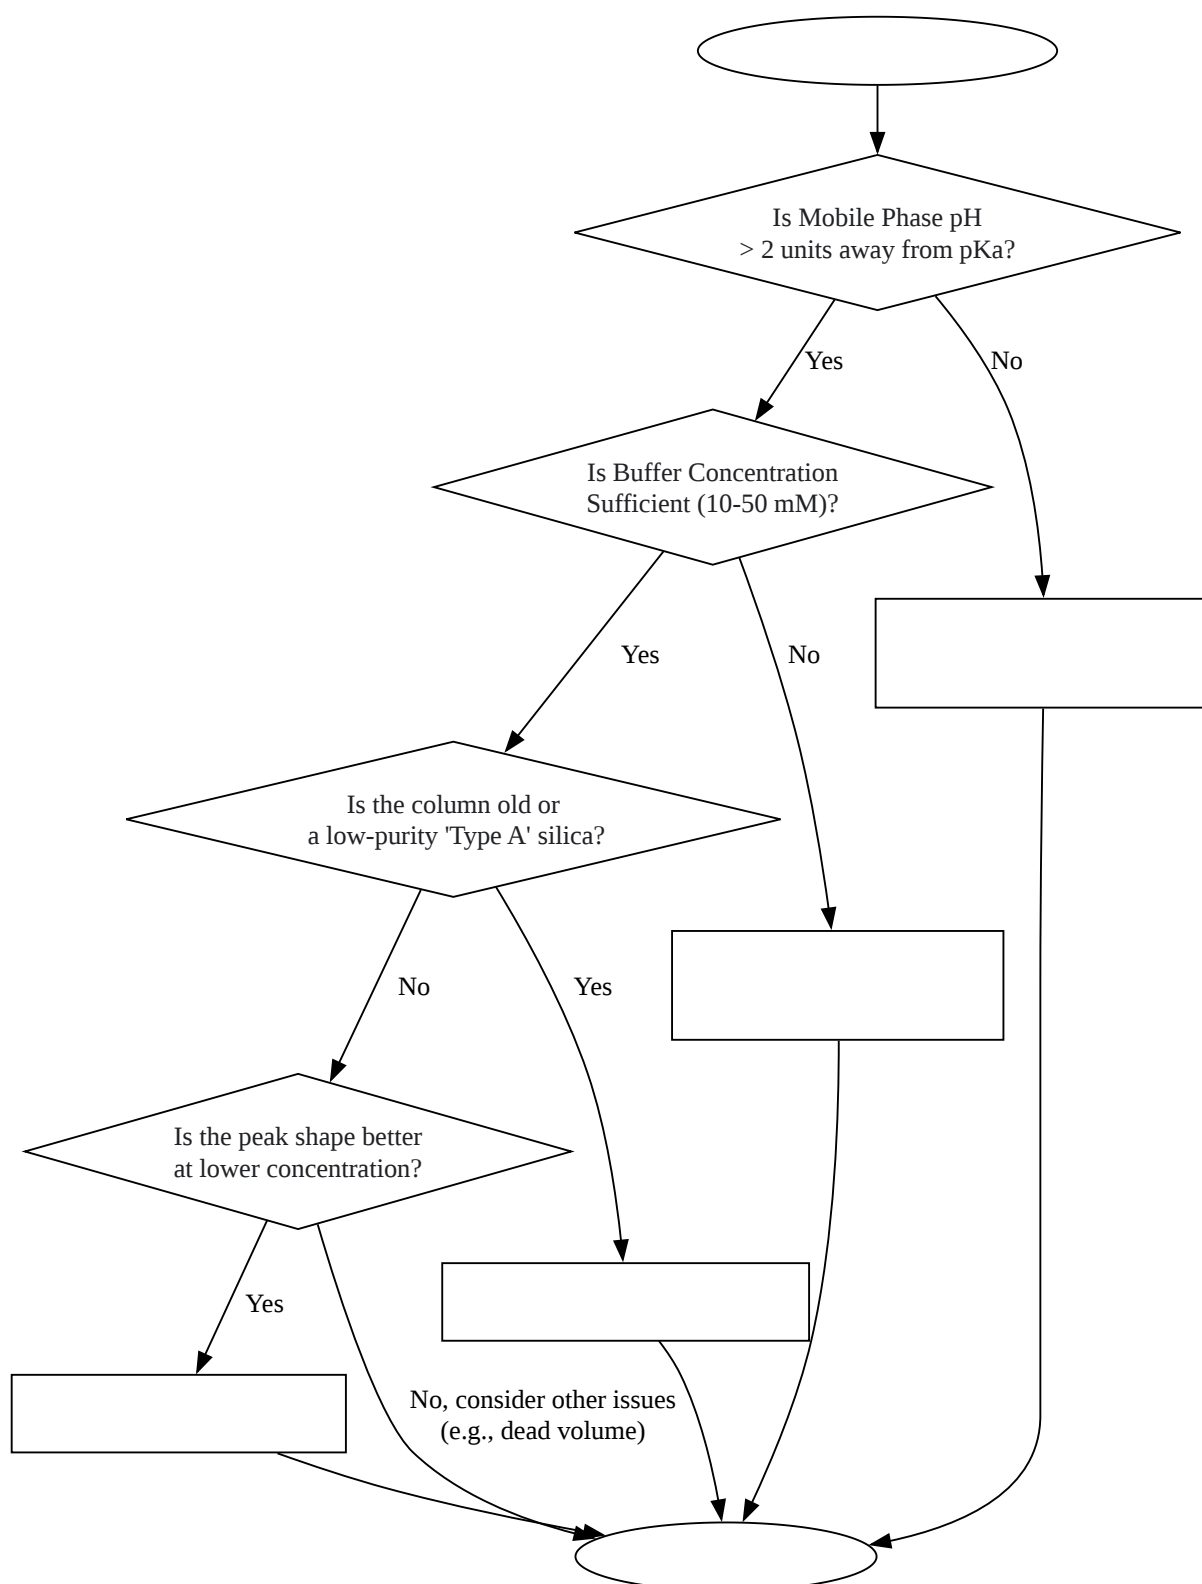 Is Mobile Phase pH
> 2 units away from pKa?
Yes
No
Is Buffer Concentration
Sufficient (10-50 mM)?
Yes
No
Is the column old or
a low-purity 'Type A' silica?
No
Yes
Is the peak shape better
at lower concentration?
Yes
No, consider other issues
(e.g., dead volume)